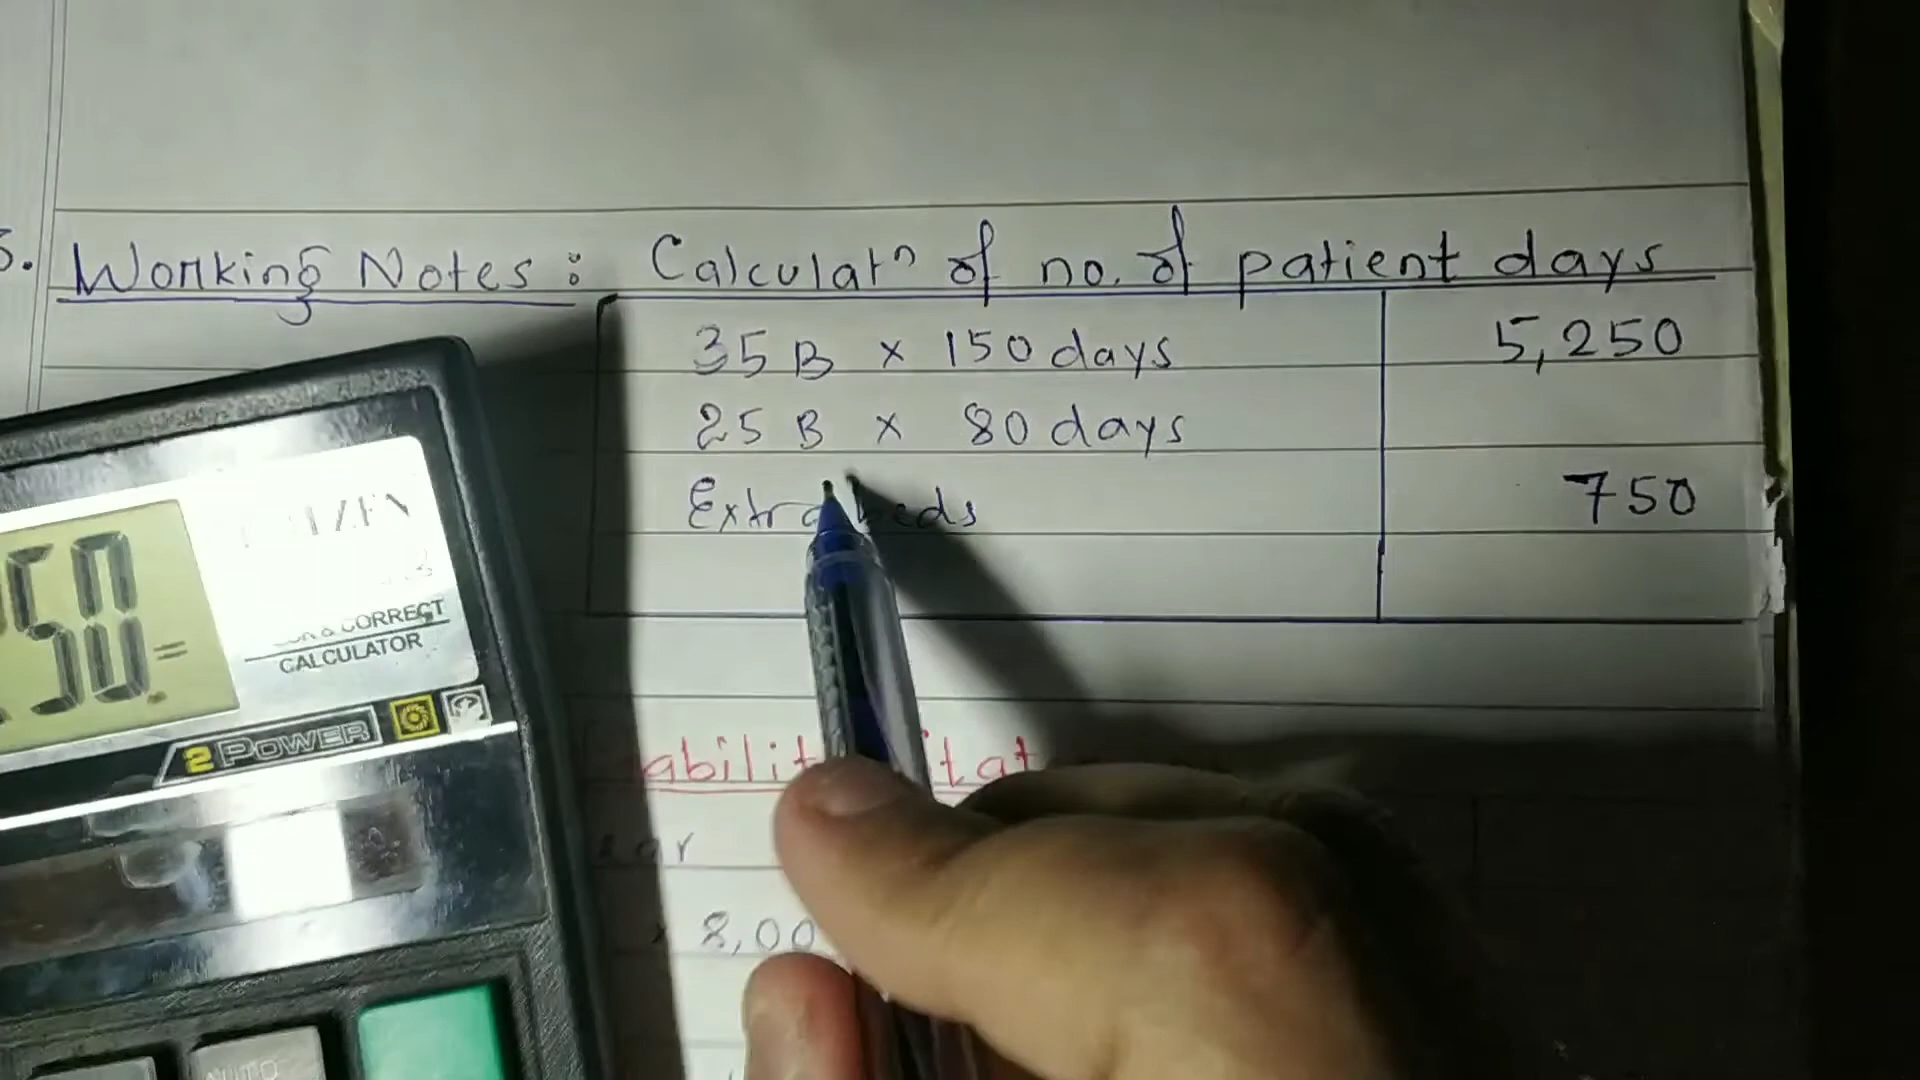 Working Notes : Calculatn of no. of patient days
35 B × 150 days 5,250
25 B × 80 days
Extra beds 750
CORRECT
CALCULATOR
2 POWER
× 8,00
AUTO